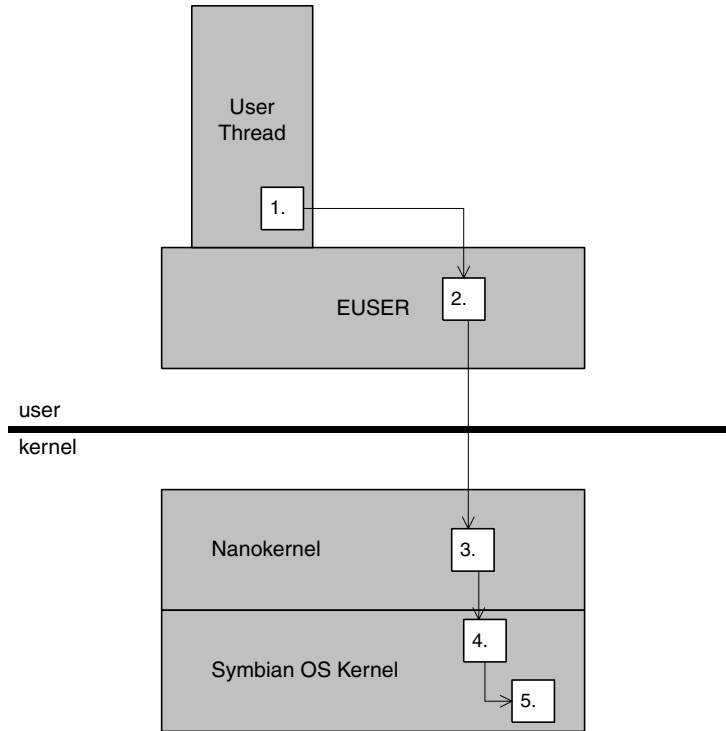 User
Thread
1.
EUSER
2.
user
kernel
Nanokernel
3.
4.
Symbian OS Kernel
5.